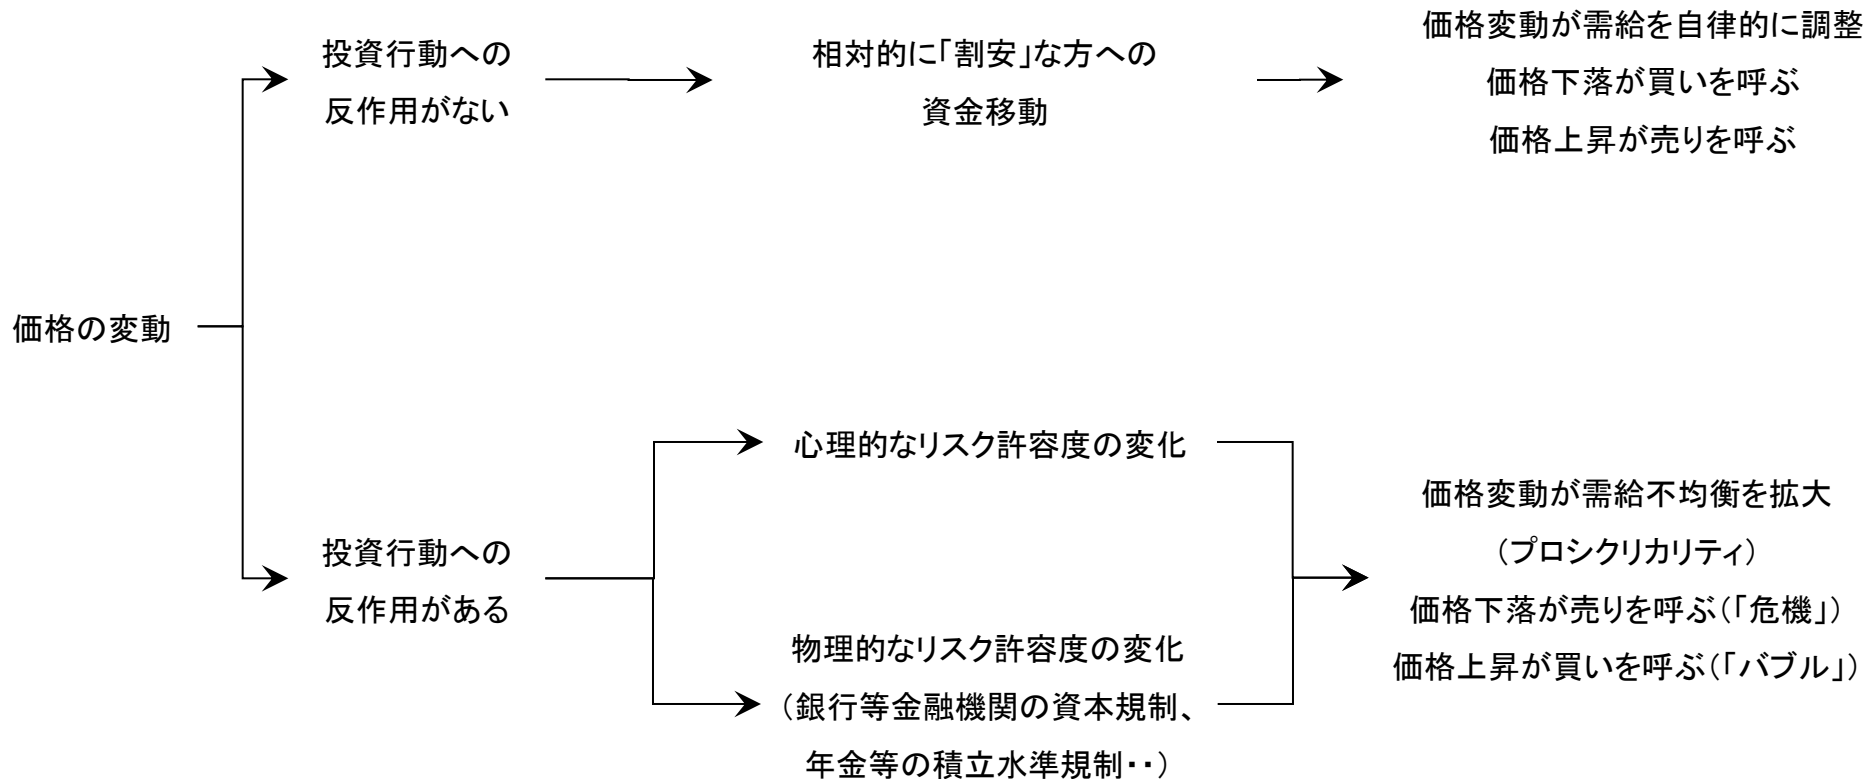 価格の変動
投資行動への
反作用がない
相対的に「割安」な方への
資金移動
価格変動が需給を自律的に調整
価格下落が買いを呼ぶ
価格上昇が売りを呼ぶ
投資行動への
反作用がある
心理的なリスク許容度の変化
物理的なリスク許容度の変化
（銀行等金融機関の資本規制、
年金等の積立水準規制・・）
価格変動が需給不均衡を拡大
（プロシクリカリティ）
価格下落が売りを呼ぶ（「危機」）
価格上昇が買いを呼ぶ（「バブル」）